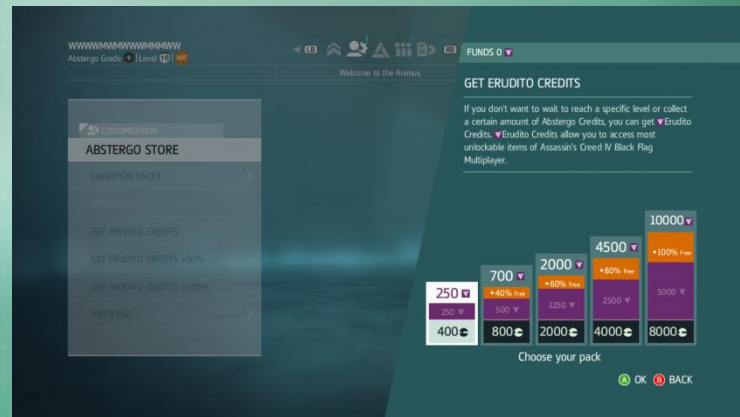 WWWWMWMWWWMMMWW
Abstergo Grade | Level 10 NAT
LB RB
Welcome to the Animus.
CUSTOMIZATION
ABSTERGO STORE
CHAMPION PACKS
GET ERUDITO CREDITS
GET ERUDITO CREDITS +50%
GET ERUDITO CREDITS +100%
ABSTERGO
FUNDS 0
GET ERUDITO CREDITS
If you don't want to wait to reach a specific level or collect
a certain amount of Abstergo Credits, you can get Erudito
Credits. Erudito Credits allow you to access most
unlockable items of Assassin's Creed IV Black Flag
Multiplayer.
250
250
400
700
+40% Free
500
800
2000
+60% Free
1250
2000
4500
+80% Free
2500
4000
10000
+100% Free
5000
8000
Choose your pack
A OK B BACK